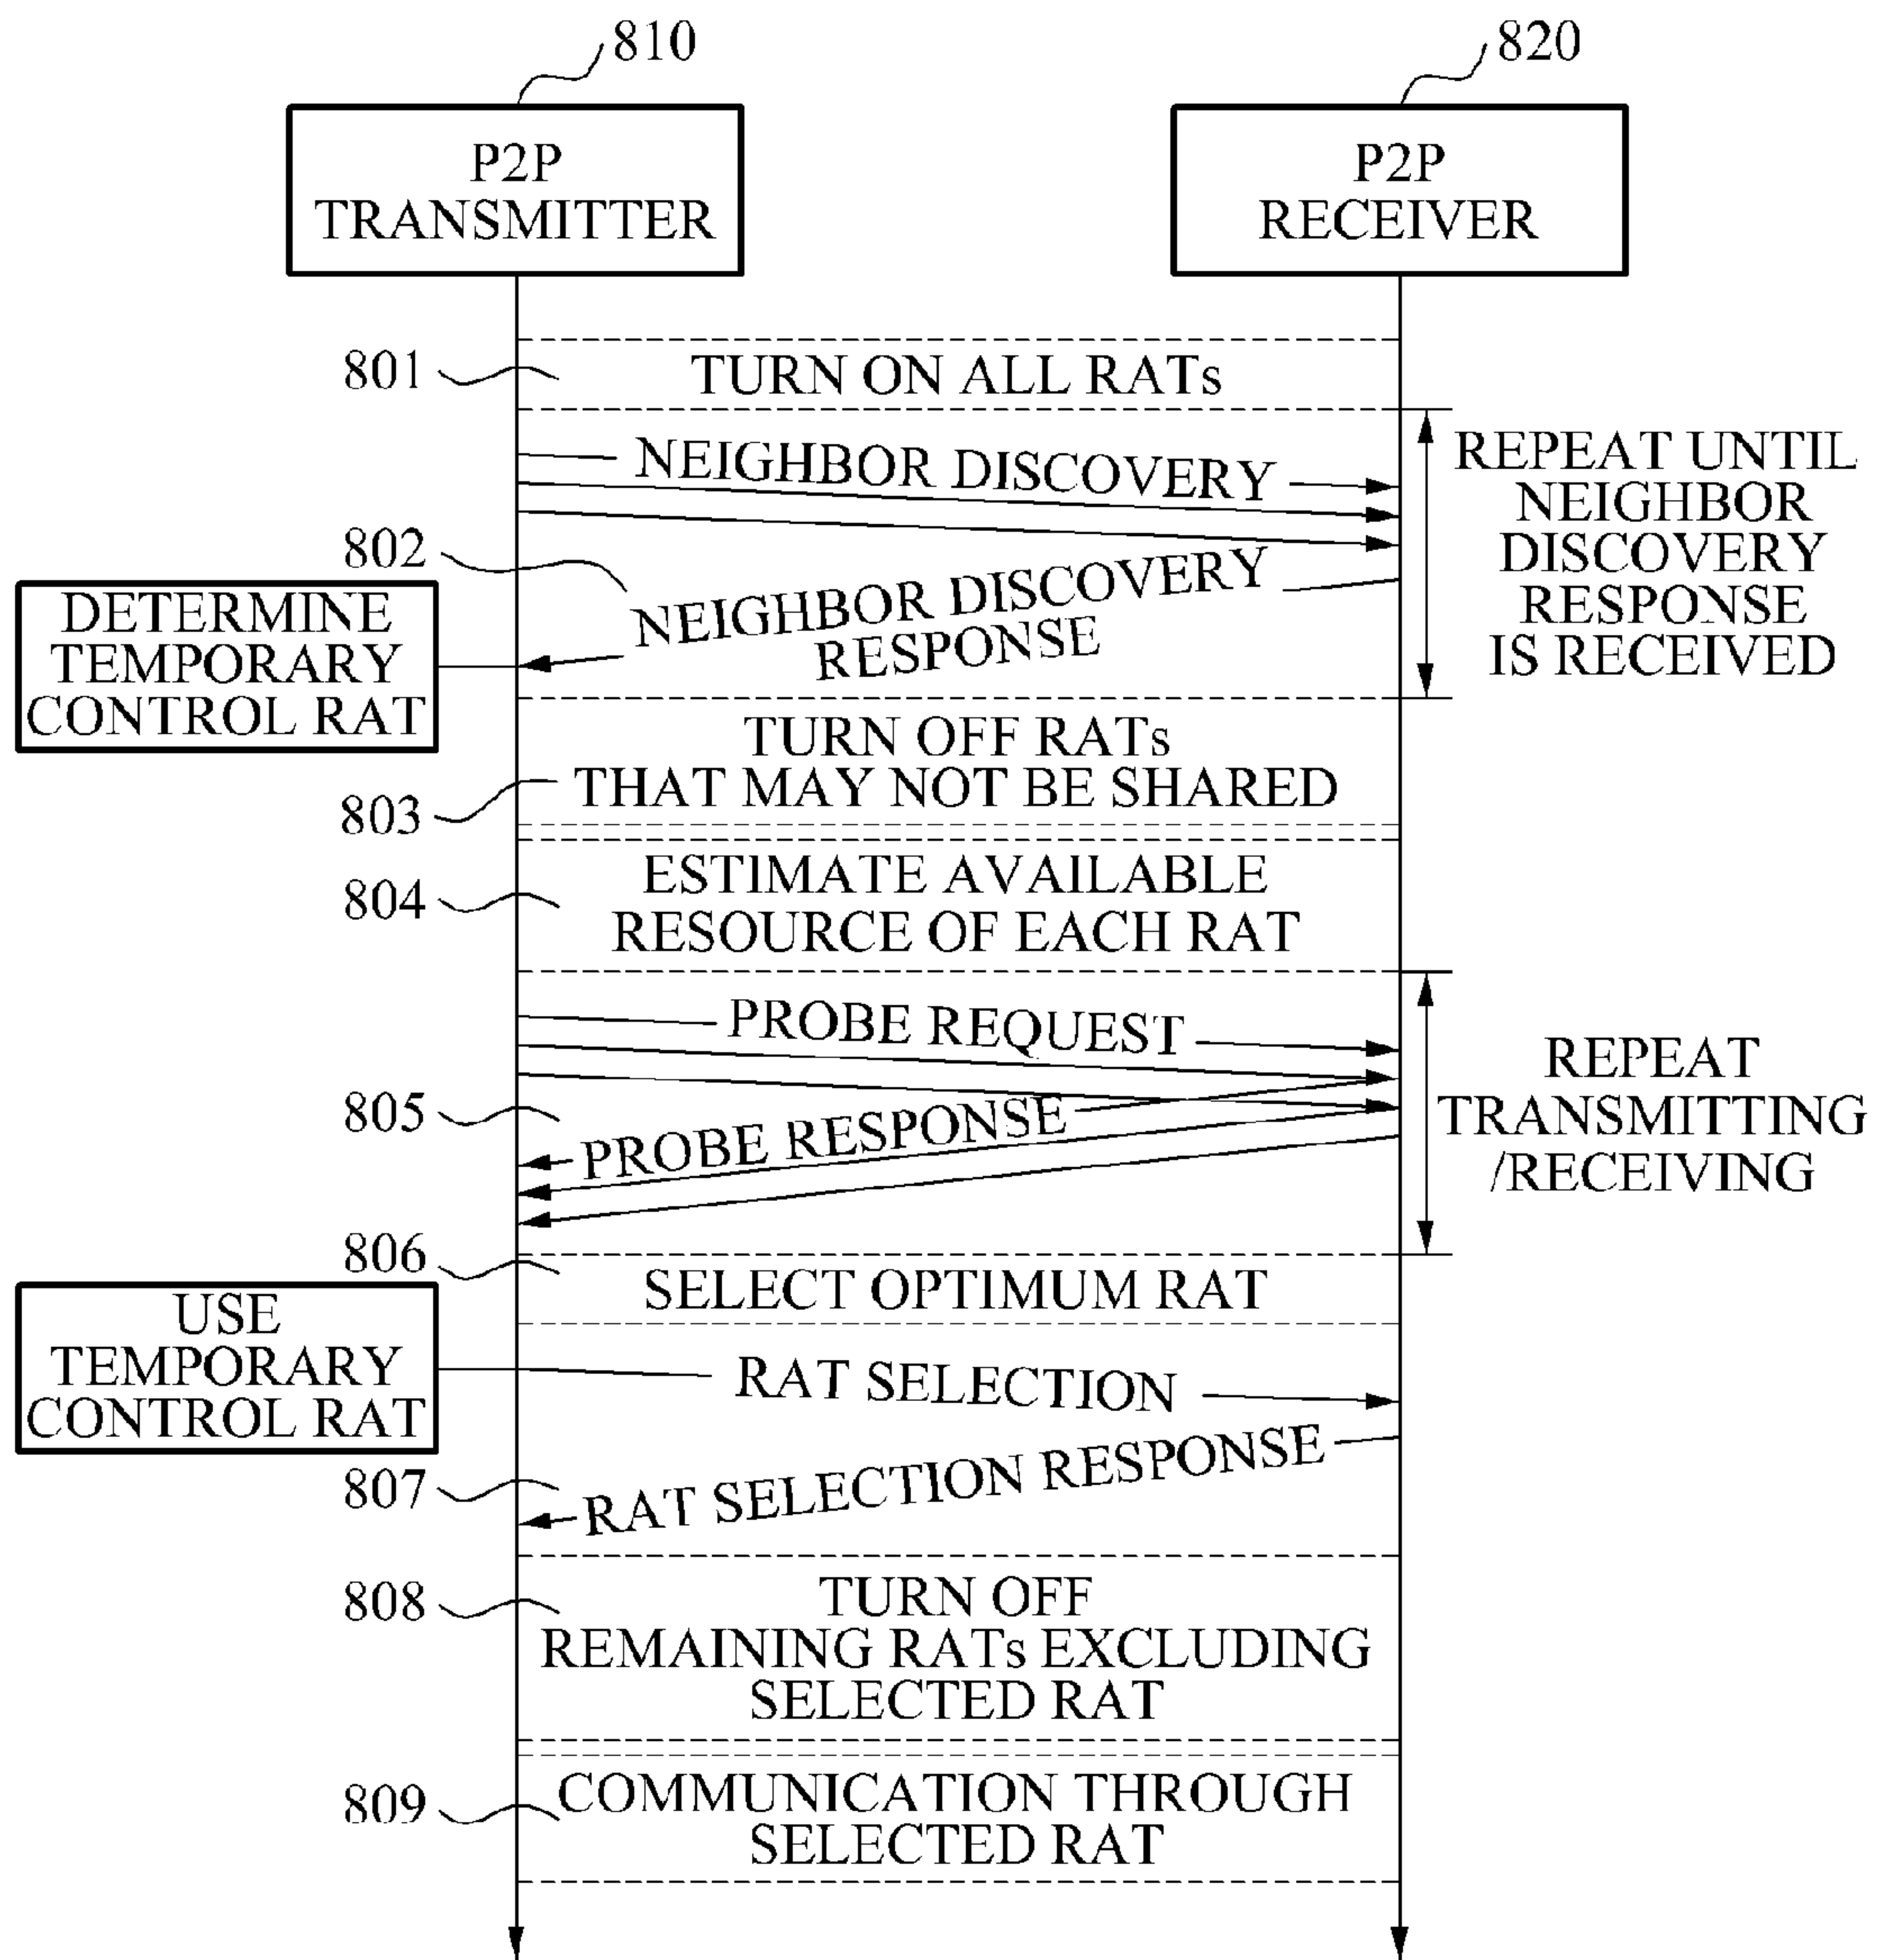 810
820
P2P
TRANSMITTER
P2P
RECEIVER
801
TURN ON ALL RATs
NEIGHBOR DISCOVERY
REPEAT UNTIL
NEIGHBOR
DISCOVERY
RESPONSE
IS RECEIVED
802
NEIGHBOR DISCOVERY
RESPONSE
DETERMINE
TEMPORARY
CONTROL RAT
TURN OFF RATs
THAT MAY NOT BE SHARED
803
ESTIMATE AVAILABLE
RESOURCE OF EACH RAT
804
PROBE REQUEST
REPEAT
TRANSMITTING
/RECEIVING
805
PROBE RESPONSE
806
SELECT OPTIMUM RAT
USE
TEMPORARY
CONTROL RAT
RAT SELECTION
807
RAT SELECTION RESPONSE
808
TURN OFF
REMAINING RATs EXCLUDING
SELECTED RAT
809
COMMUNICATION THROUGH
SELECTED RAT